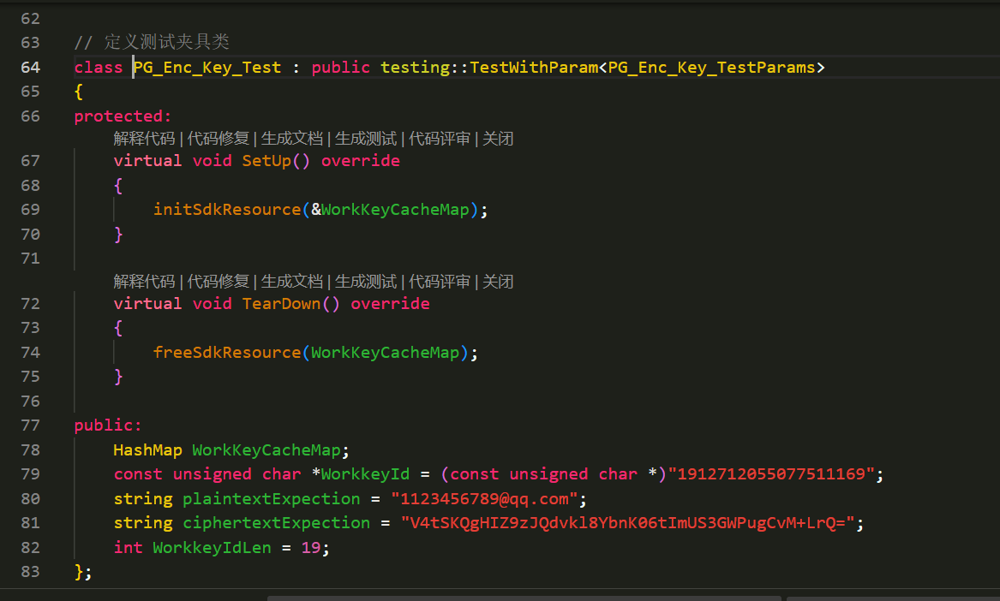 62
63 // 定义测试夹具类
64 class PG_Enc_Key_Test : public testing::TestWithParam<PG_Enc_Key_TestParams>
65 {
66 protected:
解释代码 | 代码修复 | 生成文档 | 生成测试 | 代码评审 | 关闭
67 virtual void SetUp() override
68 {
69 initSdkResource(&WorkKeyCacheMap);
70 }
71
解释代码 | 代码修复 | 生成文档 | 生成测试 | 代码评审 | 关闭
72 virtual void TearDown() override
73 {
74 freeSdkResource(WorkKeyCacheMap);
75 }
76
77 public:
78 HashMap WorkKeyCacheMap;
79 const unsigned char *WorkkeyId = (const unsigned char *)"1912712055077511169";
80 string plaintextExpection = "1123456789@qq.com";
81 string ciphertextExpection = "V4tSKQgHIZ9zJQdvkl8YbnK06tImUS3GWPugCvM+LrQ=";
82 int WorkkeyIdLen = 19;
83 };